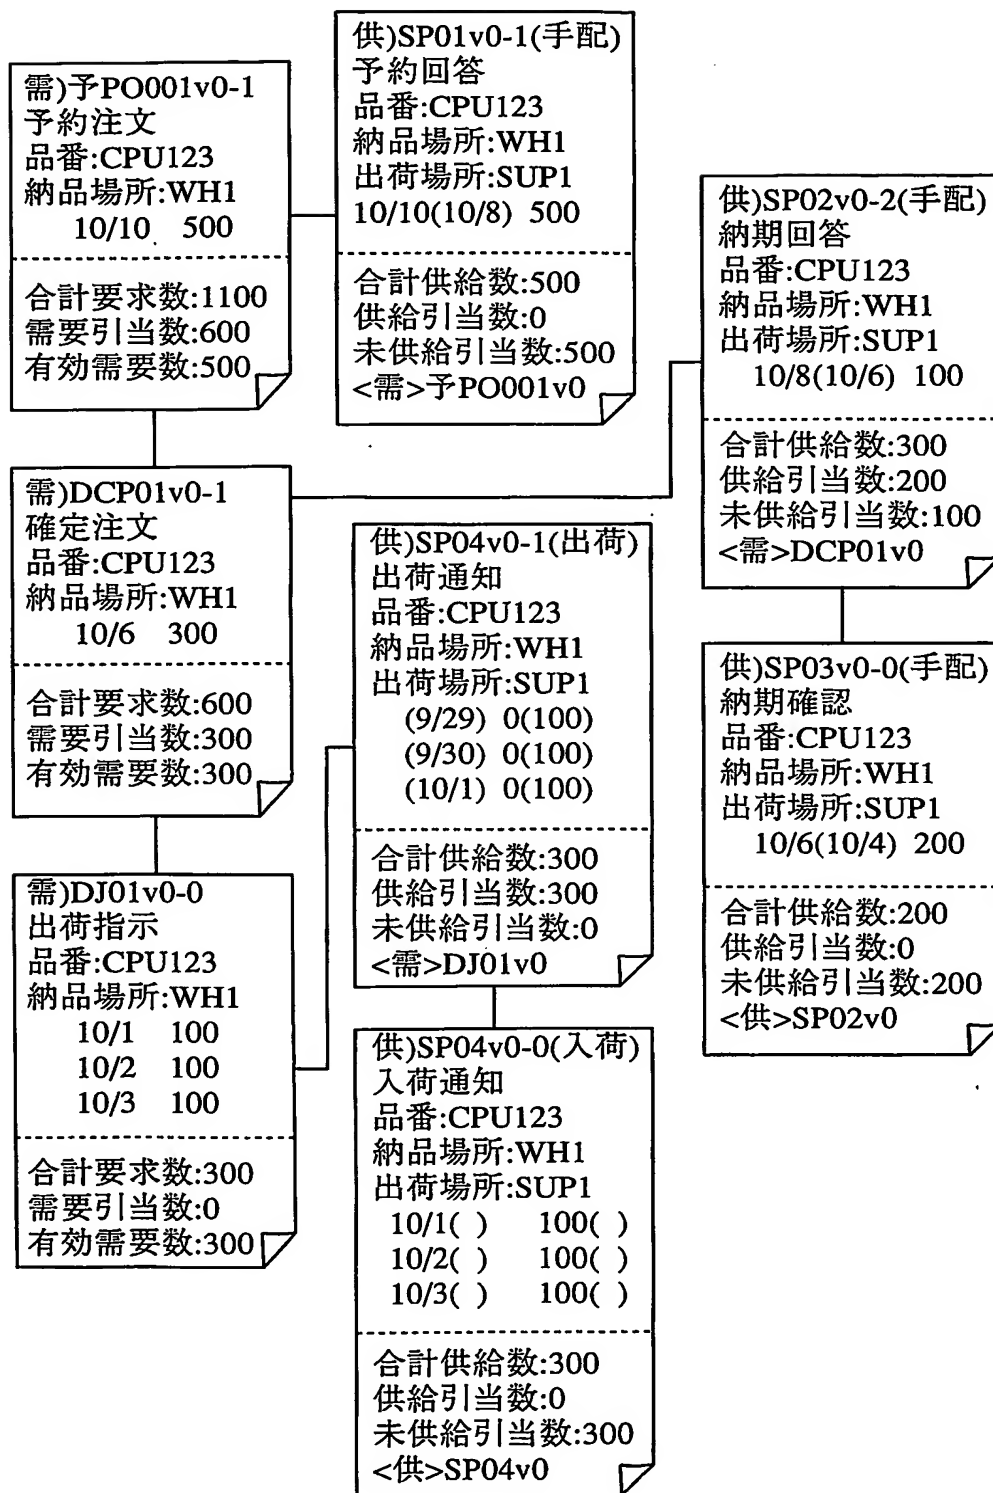 需)予PO001v0-1
予約注文
品番:CPU123
納品場所:WH1
10/10 500
合計要求数:1100
需要引当数:600
有効需要数:500
供)SP01v0-1(手配)
予約回答
品番:CPU123
納品場所:WH1
出荷場所:SUP1
10/10(10/8) 500
合計供給数:500
供給引当数:0
未供給引当数:500
<需>予PO001v0
供)SP02v0-2(手配)
納期回答
品番:CPU123
納品場所:WH1
出荷場所:SUP1
10/8(10/6) 100
合計供給数:300
供給引当数:200
未供給引当数:100
<需>DCP01v0
需)DCP01v0-1
確定注文
品番:CPU123
納品場所:WH1
10/6 300
合計要求数:600
需要引当数:300
有効需要数:300
供)SP04v0-1(出荷)
出荷通知
品番:CPU123
納品場所:WH1
出荷場所:SUP1
(9/29) 0(100)
(9/30) 0(100)
(10/1) 0(100)
合計供給数:300
供給引当数:300
未供給引当数:0
<需>DJ01v0
供)SP03v0-0(手配)
納期確認
品番:CPU123
納品場所:WH1
出荷場所:SUP1
10/6(10/4) 200
合計供給数:200
供給引当数:0
未供給引当数:200
<供>SP02v0
需)DJ01v0-0
出荷指示
品番:CPU123
納品場所:WH1
10/1 100
10/2 100
10/3 100
合計要求数:300
需要引当数:0
有効需要数:300
供)SP04v0-0(入荷)
入荷通知
品番:CPU123
納品場所:WH1
出荷場所:SUP1
10/1( ) 100( )
10/2( ) 100( )
10/3( ) 100( )
合計供給数:300
供給引当数:0
未供給引当数:300
<供>SP04v0